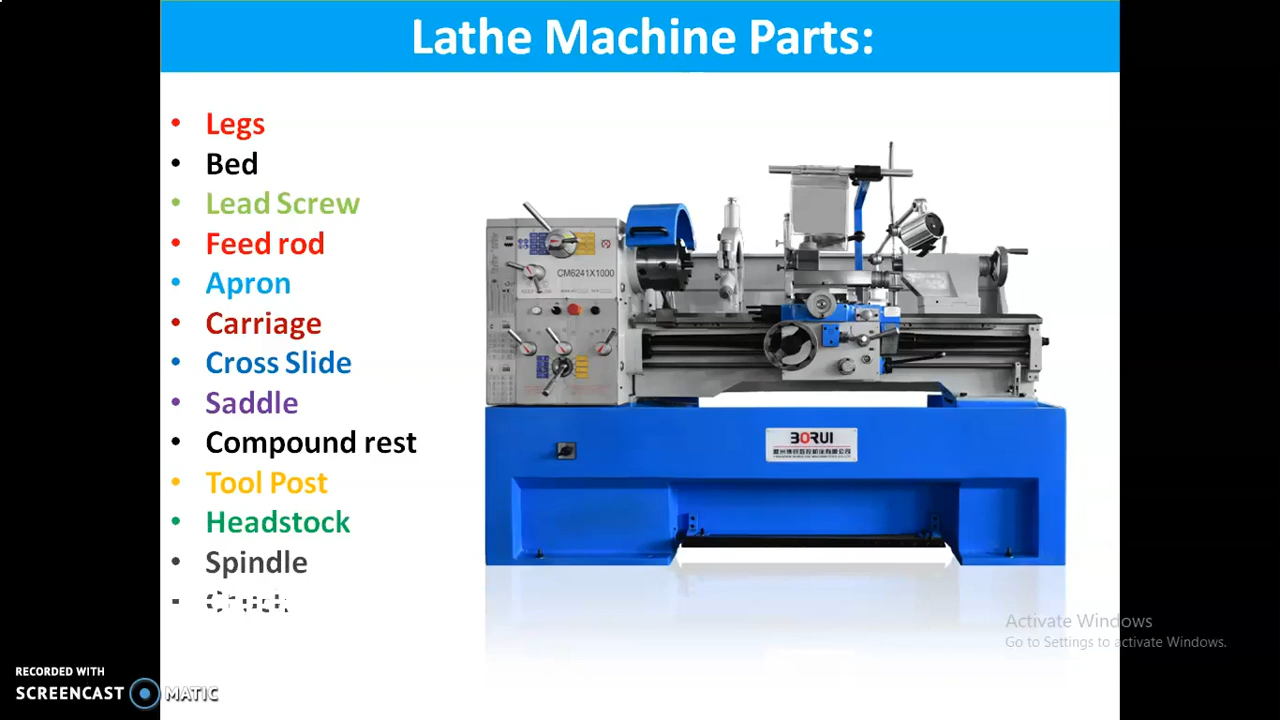 Lathe Machine Parts:
• Legs
• Bed
• Lead Screw
• Feed rod
• Apron
• Carriage
• Cross Slide
• Saddle
• Compound rest
• Tool Post
• Headstock
• Spindle
CM6241X1000
BORUI
Activate Windows
Go to Settings to activate Windows.
RECORDED WITH
SCREENCAST MATIC